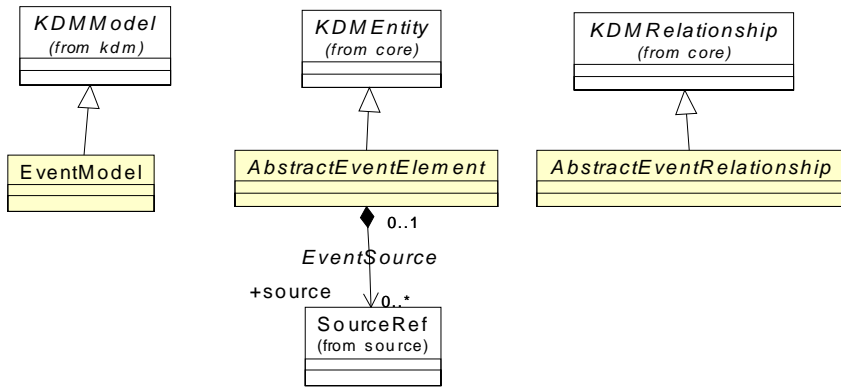 KDMModel
(from kdm)
KDMEntity
(from core)
KDMRelationship
(from core)
EventModel
AbstractEventElement
AbstractEventRelationship
0..1
EventSource
+source
0..*
SourceRef
(from source)